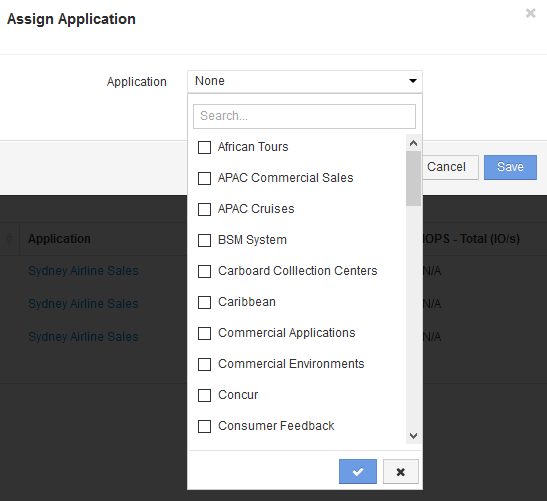 Assign Application
Application None
Search...
African Tours
APAC Commercial Sales
Cancel Save
APAC Cruises
Application IOPS - Total (IO/s)
BSM System
Sydney Airline Sales Carboard Colllection Centers N/A
Sydney Airline Sales Caribbean N/A
Sydney Airline Sales Commercial Applications N/A
Commercial Environments
Concur
Consumer Feedback